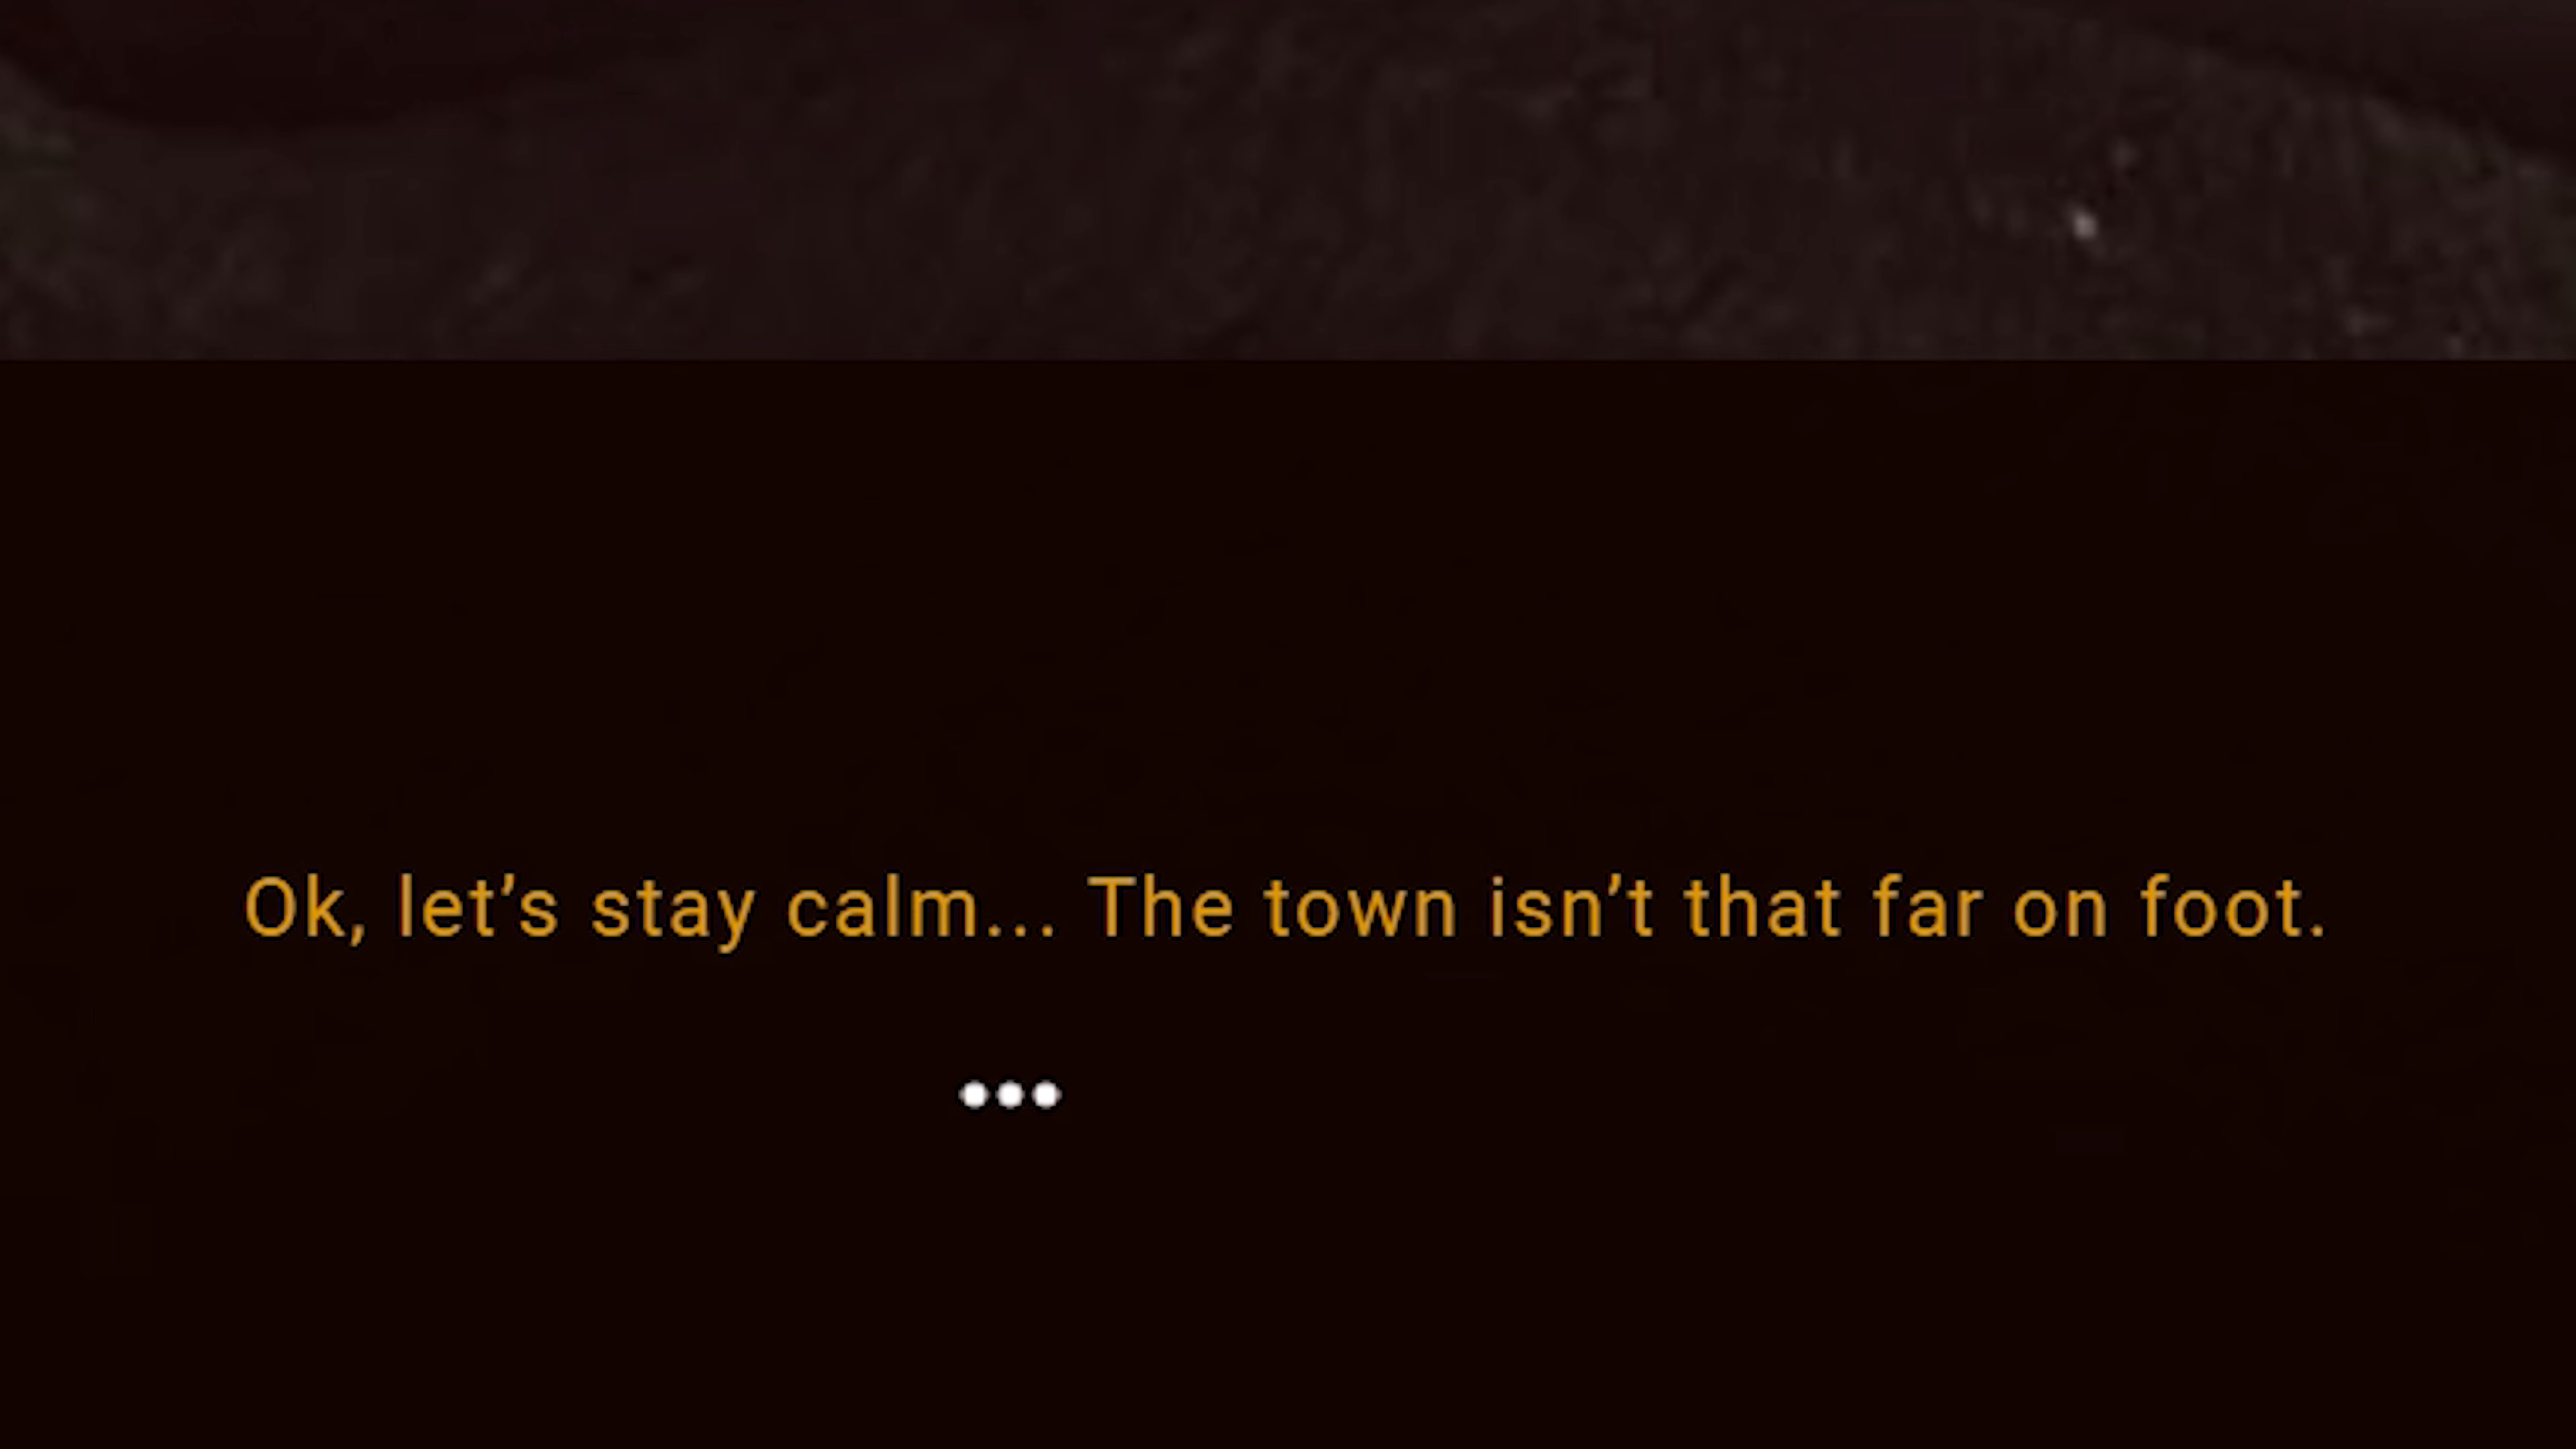 Ok, let’s stay calm... The town isn’t that far on foot.